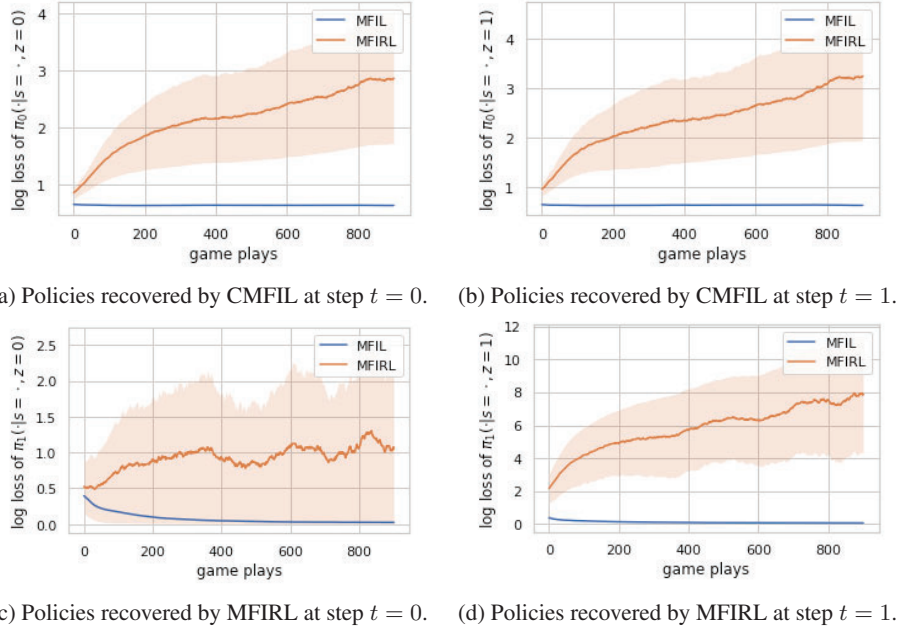 4
3
2
1
0 200 400 600 800
game plays
log loss of π₀(·|s = ·, z = 0)
MFIL
MFIRL
4
3
2
1
0 200 400 600 800
game plays
log loss of π₀(·|s = ·, z = 1)
MFIL
MFIRL
a) Policies recovered by CMFIL at step t = 0.
(b) Policies recovered by CMFIL at step t = 1.
2.5
2.0
1.5
1.0
0.5
0.0
0 200 400 600 800
game plays
log loss of π₁(·|s = ·, z = 0)
MFIL
MFIRL
12
10
8
6
4
2
0
0 200 400 600 800
game plays
log loss of π₁(·|s = ·, z = 1)
MFIL
MFIRL
c) Policies recovered by MFIRL at step t = 0.
(d) Policies recovered by MFIRL at step t = 1.